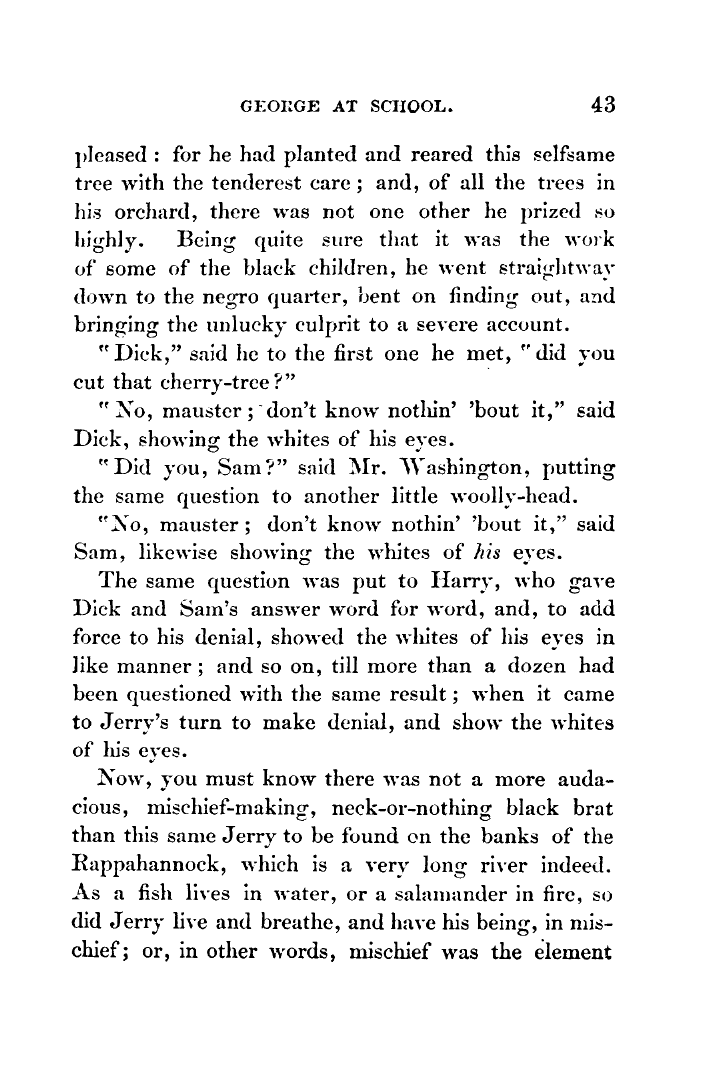 GEORGE AT SCHOOL. 43
pleased : for he had planted and reared this selfsame
tree with the tenderest care ; and, of all the trees in
his orchard, there was not one other he prized so
highly. Being quite sure that it was the work
of some of the black children, he went straightway
down to the negro quarter, bent on finding out, and
bringing the unlucky culprit to a severe account.
"Dick," said he to the first one he met, "did you
cut that cherry-tree?"
"No, mauster ; don't know nothin' 'bout it," said
Dick, showing the whites of his eyes.
"Did you, Sam?" said Mr. Washington, putting
the same question to another little woolly-head.
"No, mauster ; don't know nothin' 'bout it," said
Sam, likewise showing the whites of his eyes.
The same question was put to Harry, who gave
Dick and Sam's answer word for word, and, to add
force to his denial, showed the whites of his eyes in
like manner ; and so on, till more than a dozen had
been questioned with the same result ; when it came
to Jerry's turn to make denial, and show the whites
of his eyes.
Now, you must know there was not a more auda-
cious, mischief-making, neck-or-nothing black brat
than this same Jerry to be found on the banks of the
Rappahannock, which is a very long river indeed.
As a fish lives in water, or a salamander in fire, so
did Jerry live and breathe, and have his being, in mis-
chief; or, in other words, mischief was the element